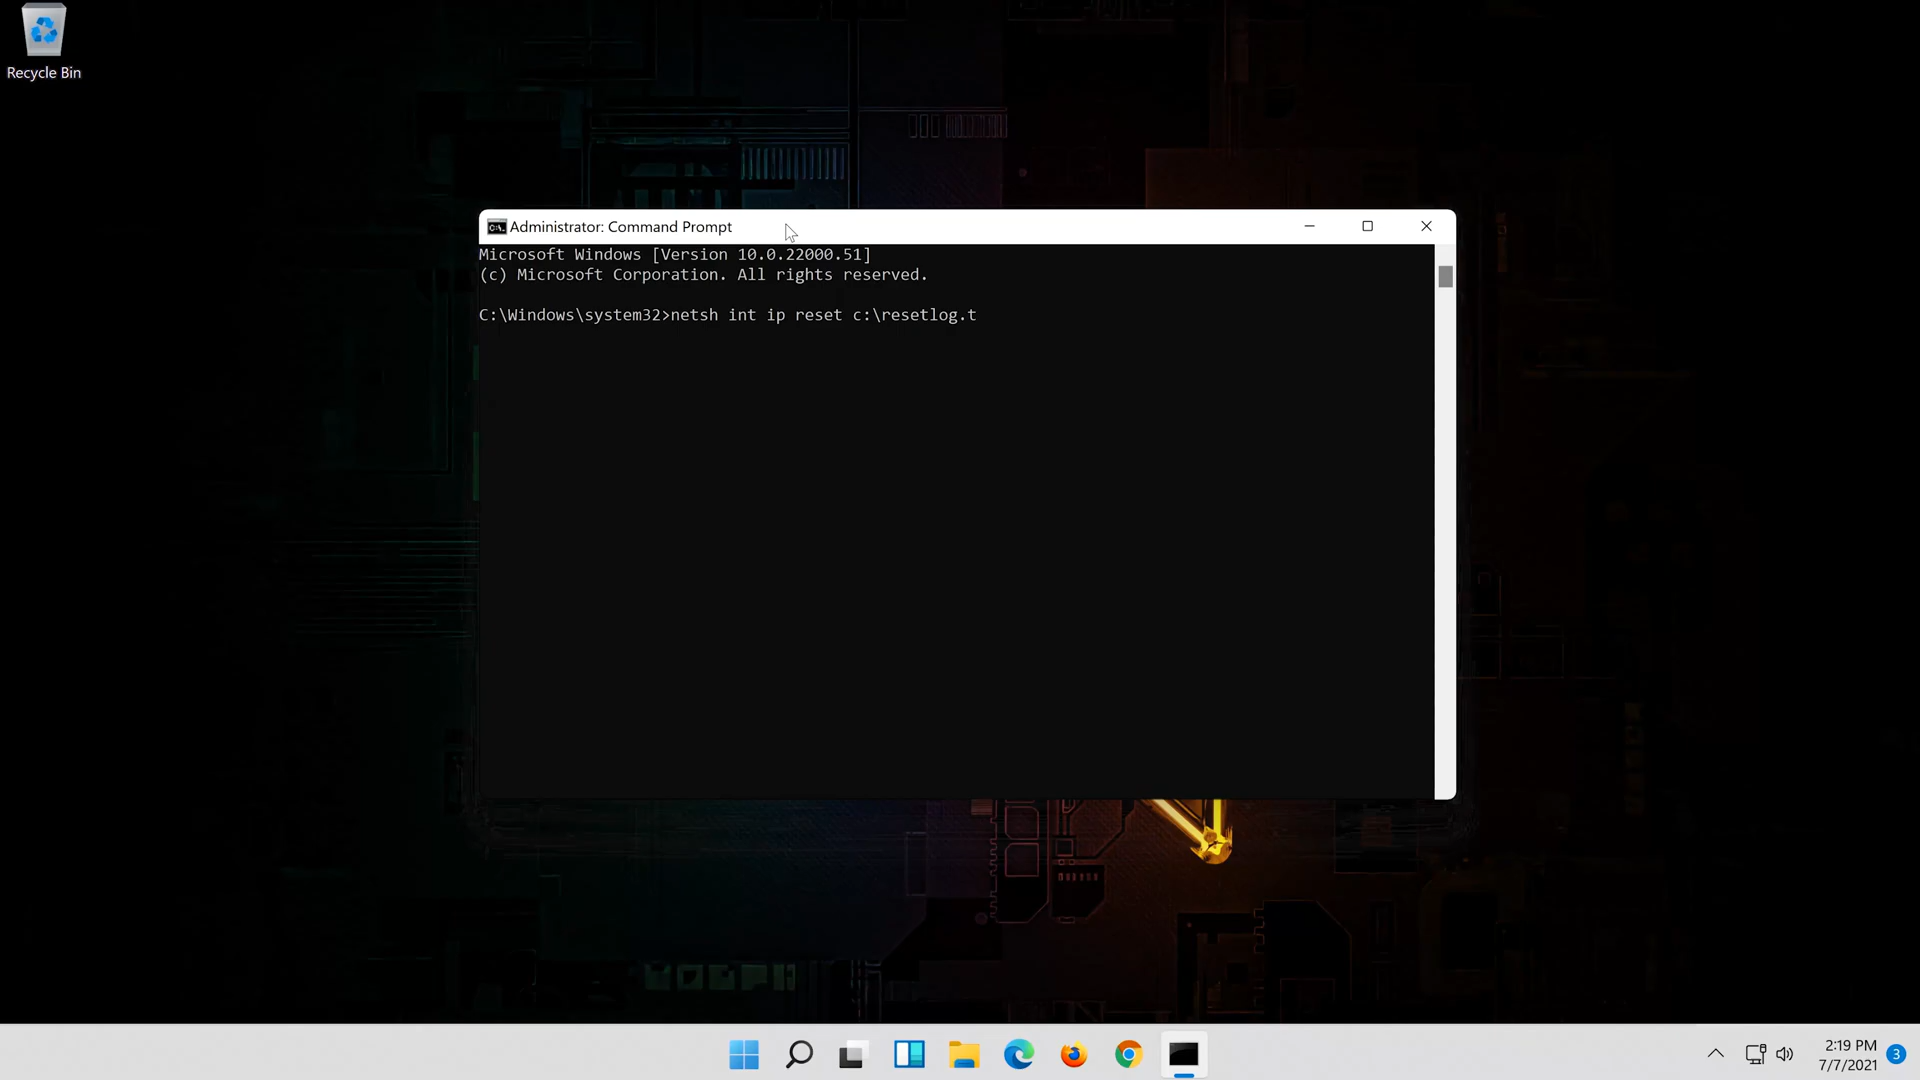 Recycle Bin
Administrator: Command Prompt
Microsoft Windows [Version 10.0.22000.51]
(c) Microsoft Corporation. All rights reserved.
C:\Windows\system32>netsh int ip reset c:\resetlog.t
2:19 PM
7/7/2021
3